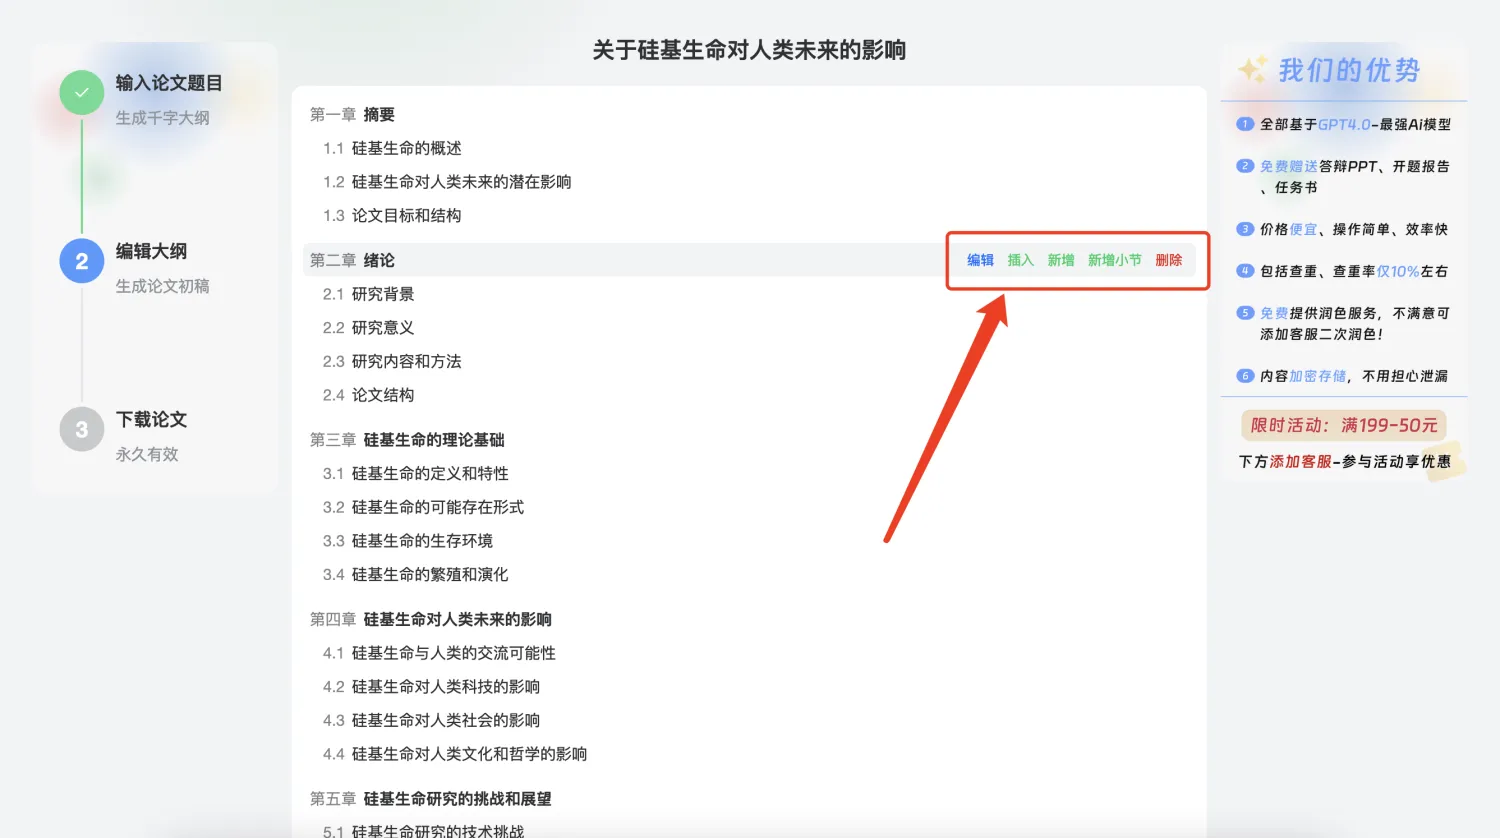 关于硅基生命对人类未来的影响
输入论文题目
生成千字大纲
2
编辑大纲
生成论文初稿
3
下载论文
永久有效
第一章 摘要
1.1 硅基生命的概述
1.2 硅基生命对人类未来的潜在影响
1.3 论文目标和结构
第二章 绪论
编辑 插入 新增 新增小节 删除
2.1 研究背景
2.2 研究意义
2.3 研究内容和方法
2.4 论文结构
第三章 硅基生命的理论基础
3.1 硅基生命的定义和特性
3.2 硅基生命的可能存在形式
3.3 硅基生命的生存环境
3.4 硅基生命的繁殖和演化
第四章 硅基生命对人类未来的影响
4.1 硅基生命与人类的交流可能性
4.2 硅基生命对人类科技的影响
4.3 硅基生命对人类社会的影响
4.4 硅基生命对人类文化和哲学的影响
第五章 硅基生命研究的挑战和展望
5.1 硅基生命研究的技术挑战
我们的优势
1 全部基于GPT4.0-最强Ai模型
2 免费赠送答辩PPT、开题报告
、任务书
3 价格便宜、操作简单、效率快
4 包括查重、查重率仅10%左右
5 免费提供润色服务，不满意可
添加客服二次润色！
6 内容加密存储，不用担心泄漏
限时活动：满199-50元
下方添加客服-参与活动享优惠